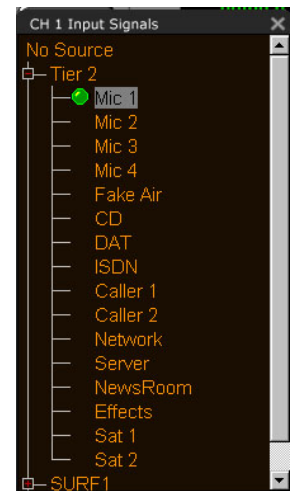 CH 1 Input Signals
No Source
Tier 2
Mic 1
Mic 2
Mic 3
Mic 4
Fake Air
CD
DAT
ISDN
Caller 1
Caller 2
Network
Server
NewsRoom
Effects
Sat 1
Sat 2
SURF1